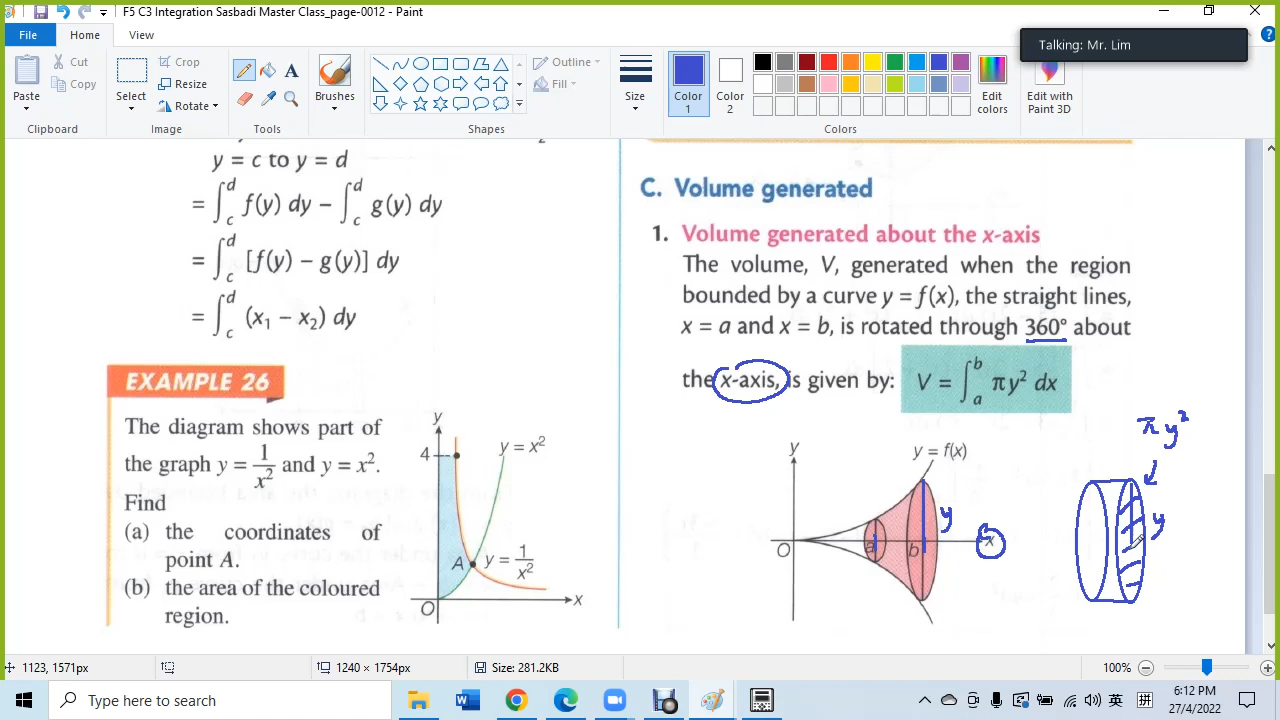 F5 C3 Integration Sasbadi Master Class_page-0012 - Paint
Talking: Mr. Lim
File
Home
View
Paste
Cut
Copy
Clipboard
Select
Crop
Resize
Rotate
Image
A
Tools
Brushes
Outline
Fill
Shapes
Size
Color 1
Color 2
Edit colors
Edit with Paint 3D
Colors
y = c to y = d
= ∫_c^d f(y) dy – ∫_c^d g(y) dy
= ∫_c^d [f(y) – g(y)] dy
= ∫_c^d (x₁ – x₂) dy
EXAMPLE 26
The diagram shows part of
the graph y = 1/x² and y = x².
Find
(a) the coordinates of
point A.
(b) the area of the coloured
region.
y
4
y = x²
A
y = 1/x²
O
x
C. Volume generated
1. Volume generated about the x-axis
The volume, V, generated when the region
bounded by a curve y = f(x), the straight lines,
x = a and x = b, is rotated through 360° about
the x-axis, is given by: V = ∫_a^b πy² dx
y
y = f(x)
O
a
b
y
x
πy²
y
1123, 1571px
1240 × 1754px
Size: 281.2KB
100%
Type here to search
英
拼
6:12 PM
27/4/2022